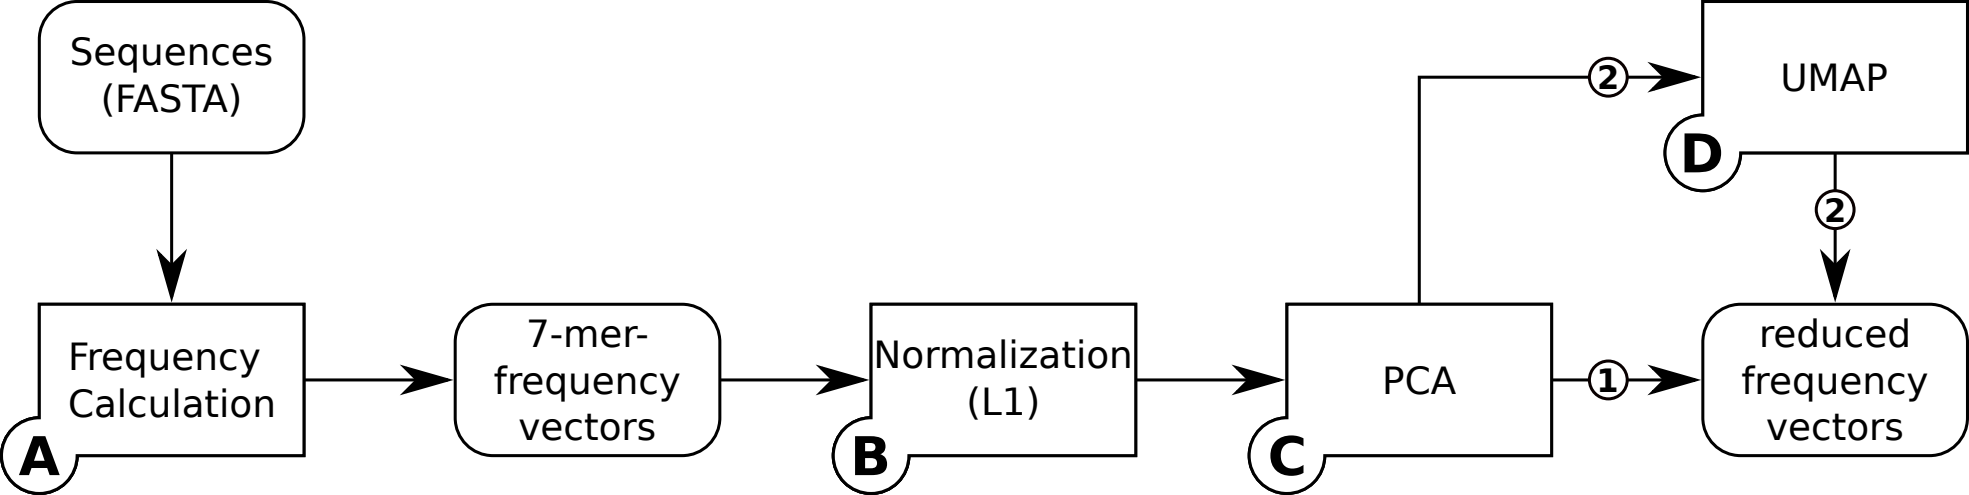 Sequences
(FASTA)
2
UMAP
D
2
Frequency
Calculation
A
7-mer-
frequency
vectors
Normalization
(L1)
B
PCA
C
1
reduced
frequency
vectors